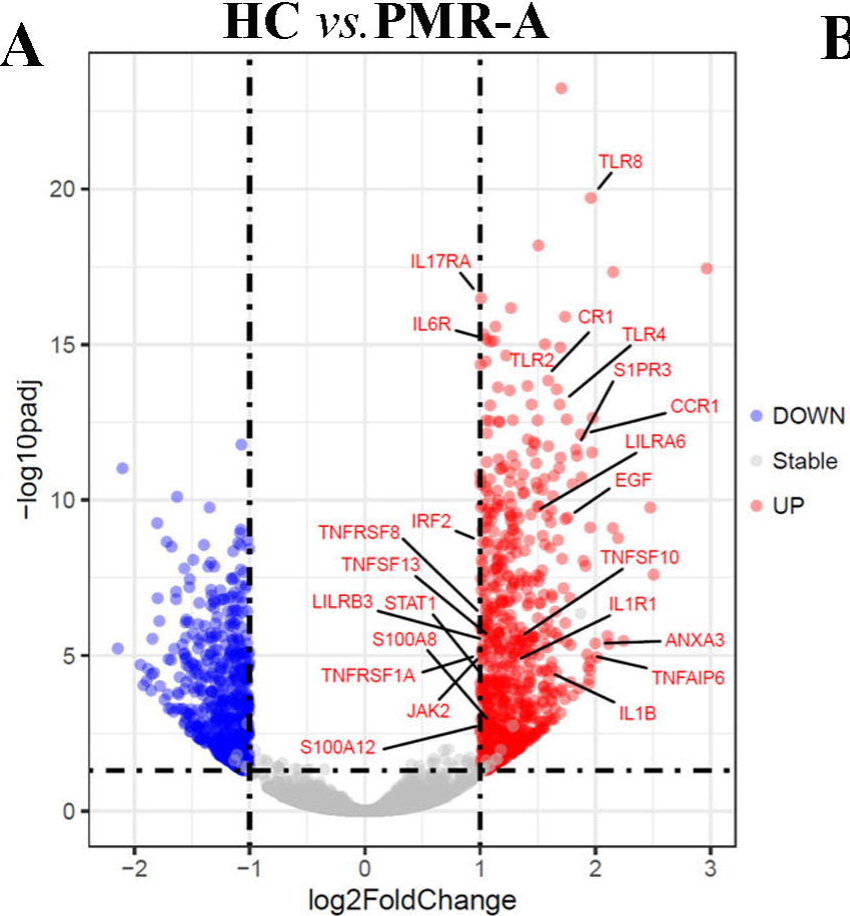 A
HC vs. PMR-A
B
TLR8
20
IL17RA
CR1
IL6R
TLR4
15
TLR2
S1PR3
CCR1
−log10padj
DOWN
LILRA6
Stable
EGF
10
UP
IRF2
TNFRSF8
TNFSF10
TNFSF13
LILRB3
STAT1
IL1R1
S100A8
ANXA3
5
TNFRSF1A
TNFAIP6
JAK2
IL1B
S100A12
0
−2 −1 0 1 2 3
log2FoldChange